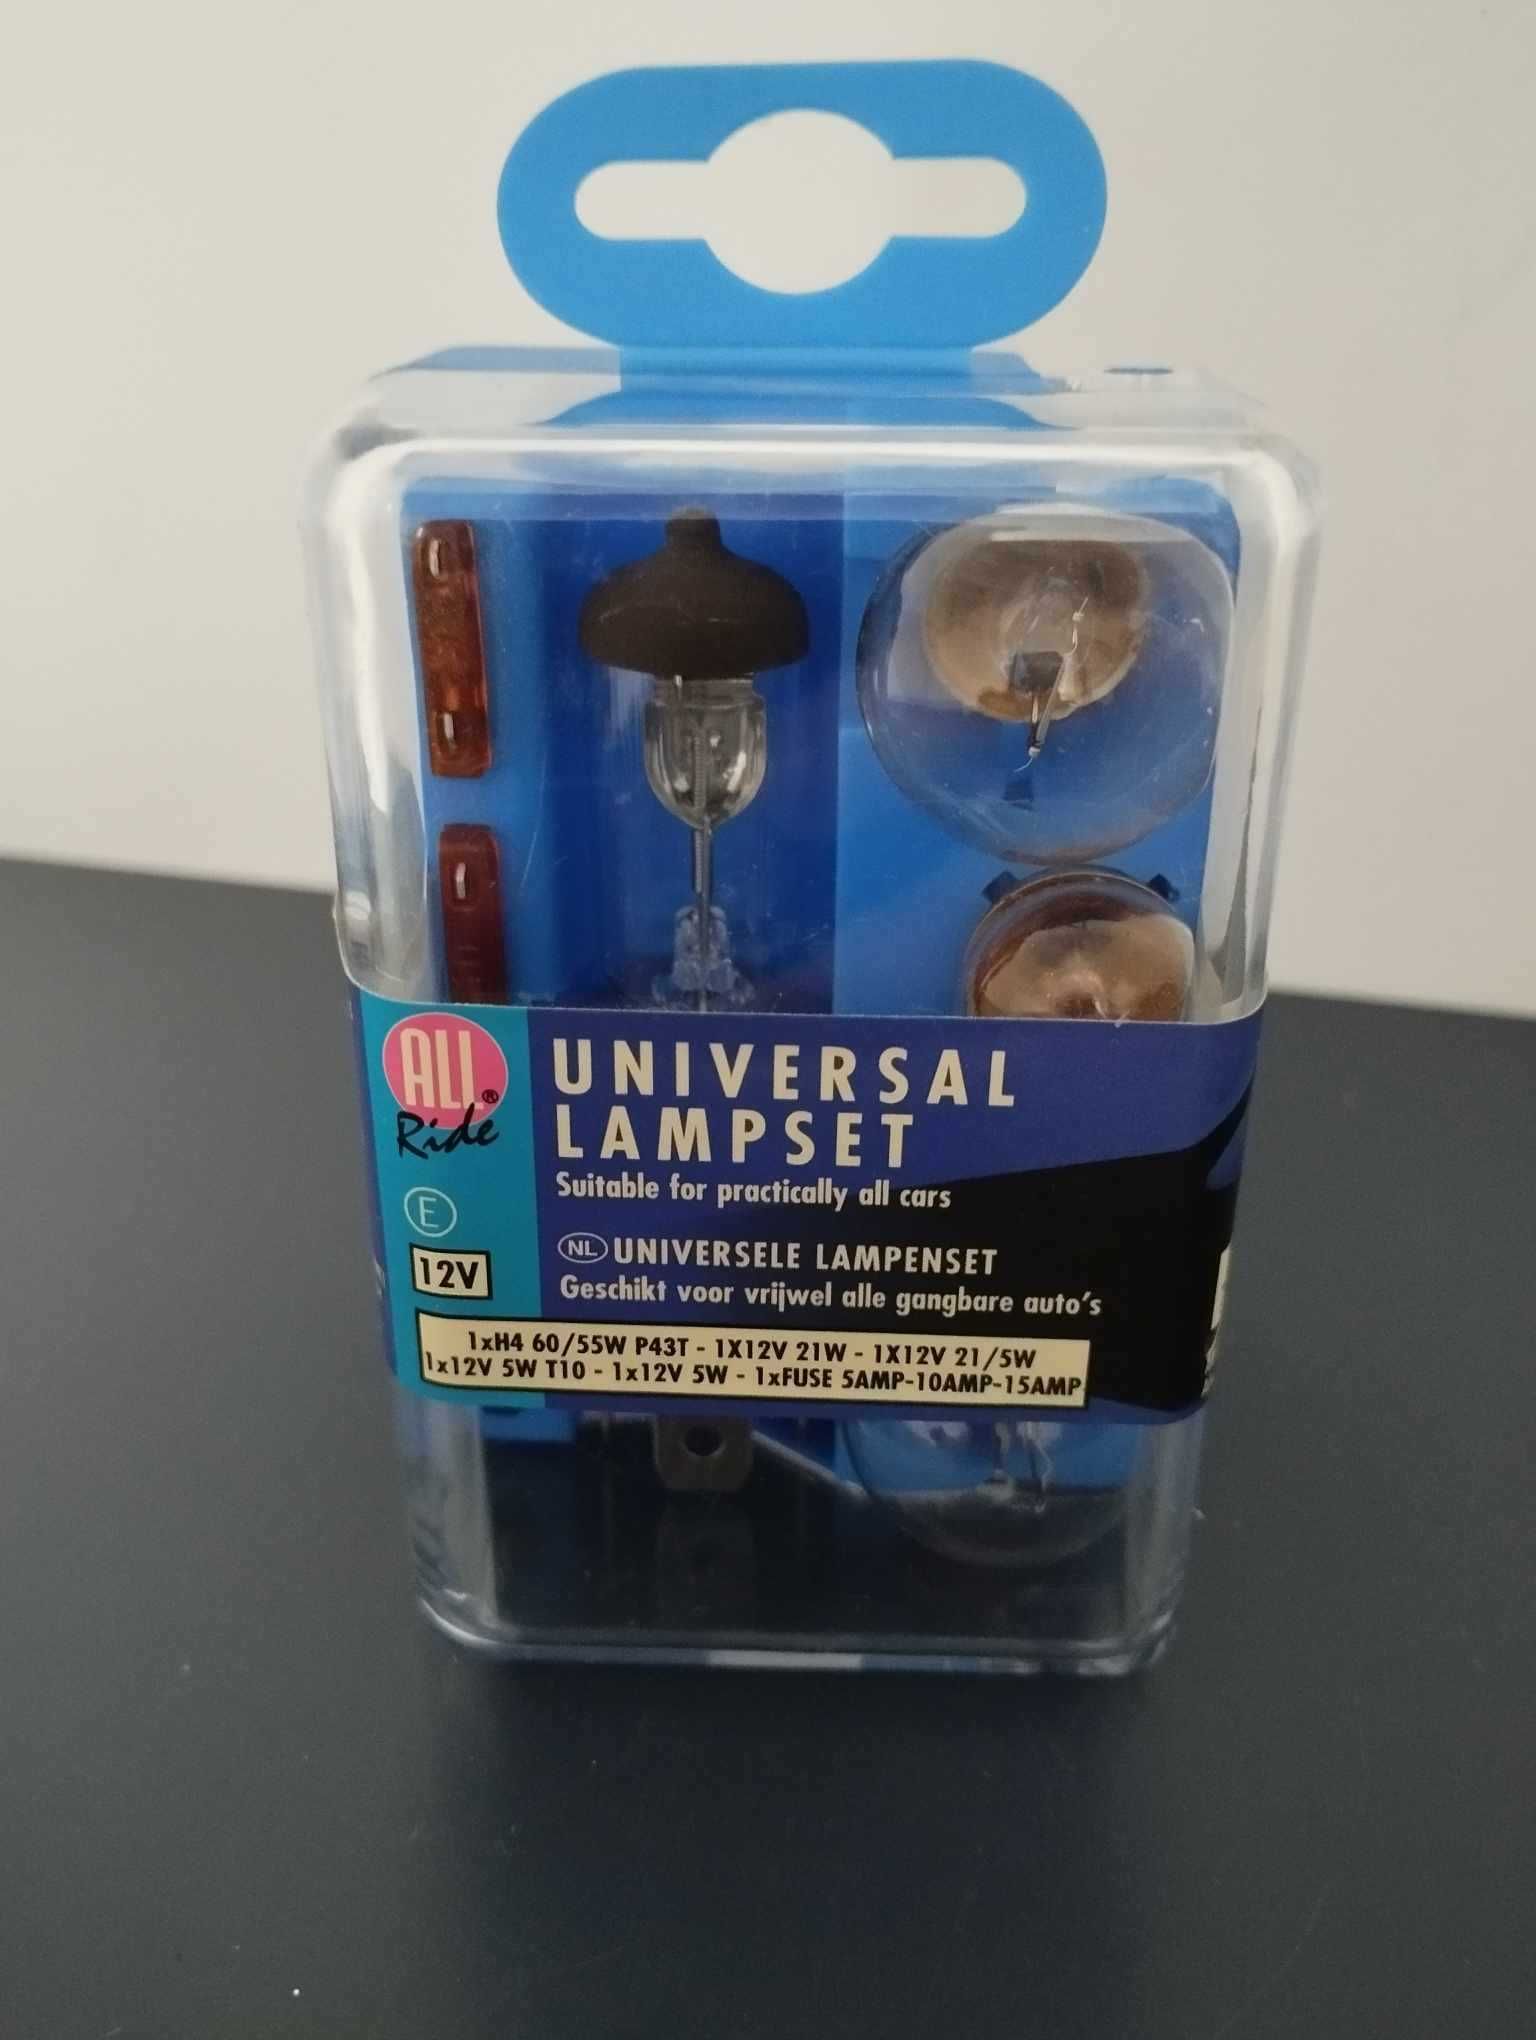 ALL®
Ride
UNIVERSAL
LAMPSET
Suitable for practically all cars
E
12V
NL UNIVERSELE LAMPENSET
Geschikt voor vrijwel alle gangbare auto's
1xH4 60/55W P43T - 1X12V 21W - 1X12V 21/5W
1x12V 5W T10 - 1x12V 5W - 1xFUSE 5AMP-10AMP-15AMP